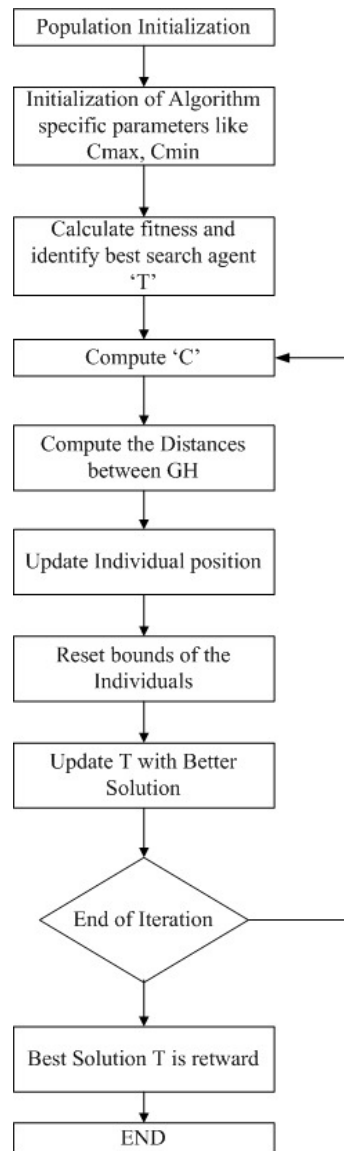 Population Initialization
Initialization of Algorithm
specific parameters like
Cmax, Cmin
Calculate fitness and
identify best search agent
‘T’
Compute ‘C’
Compute the Distances
between GH
Update Individual position
Reset bounds of the
Individuals
Update T with Better
Solution
End of Iteration
Best Solution T is retward
END